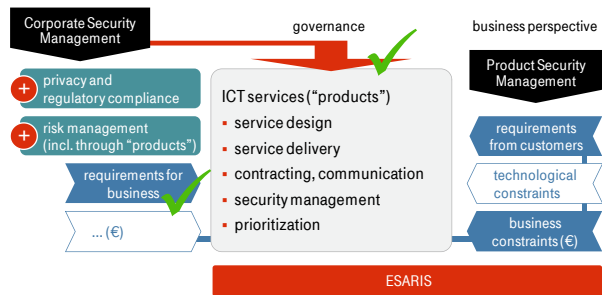 Corporate Security
Management
governance
business perspective
+ privacy and
regulatory compliance
+ risk management
(incl. through “products”)
requirements for
business
... (€)
ICT services (“products”)
▪ service design
▪ service delivery
▪ contracting, communication
▪ security management
▪ prioritization
Product Security
Management
requirements
from customers
technological
constraints
business
constraints (€)
ESARIS